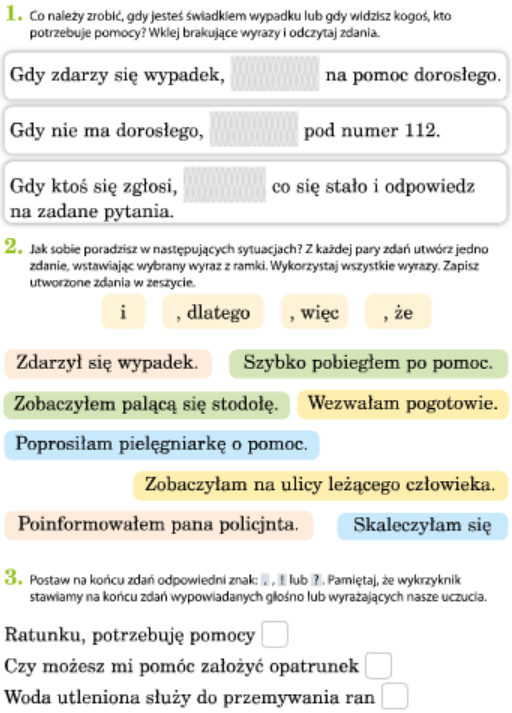 1. Co należy zrobić, gdy jesteś świadkiem wypadku lub gdy widzisz kogoś, kto
potrzebuje pomocy? Wklej brakujące wyrazy i odczytaj zdania.
Gdy zdarzy się wypadek, na pomoc dorosłego.
Gdy nie ma dorosłego, pod numer 112.
Gdy ktoś się zgłosi, co się stało i odpowiedz
na zadane pytania.
2. Jak sobie poradzisz w następujących sytuacjach? Z każdej pary zdań utwórz jedno
zdanie, wstawiając wybrany wyraz z ramki. Wykorzystaj wszystkie wyrazy. Zapisz
utworzone zdania w zeszycie.
i , dlatego , więc , że
Zdarzył się wypadek. Szybko pobiegłem po pomoc.
Zobaczyłem palącą się stodołę. Wezwałam pogotowie.
Poprosiłam pielęgniarkę o pomoc.
Zobaczyłam na ulicy leżącego człowieka.
Poinformowałem pana policjnta. Skaleczyłam się
3. Postaw na końcu zdań odpowiedni znak: . , ! lub ? . Pamiętaj, że wykrzyknik
stawiamy na końcu zdań wypowiadanych głośno lub wyrażających nasze uczucia.
Ratunku, potrzebuję pomocy
Czy możesz mi pomóc założyć opatrunek
Woda utleniona służy do przemywania ran